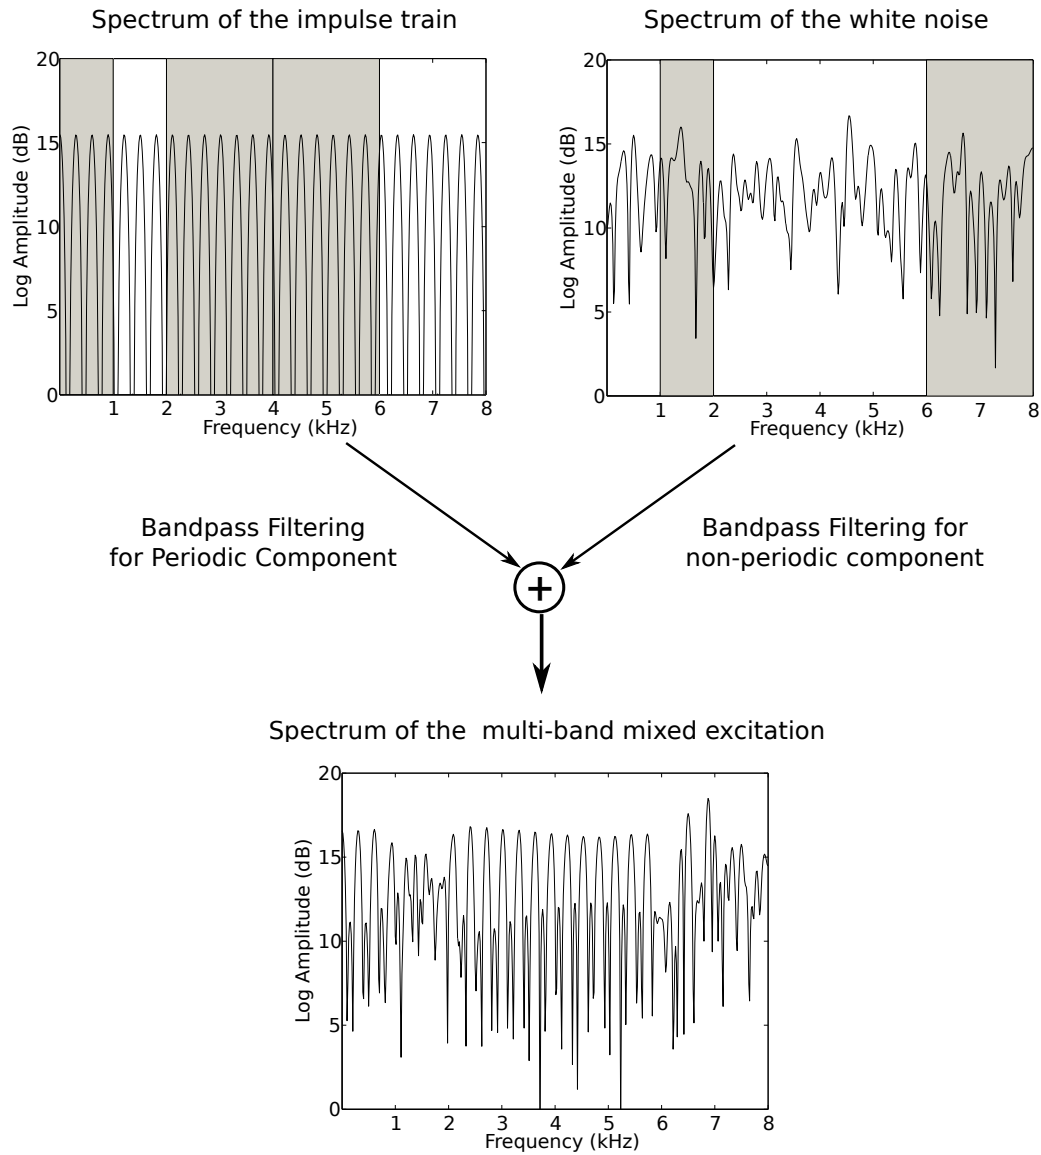 Spectrum of the impulse train
20
15
10
5
0
Log Amplitude (dB)
1 2 3 4 5 6 7 8
Frequency (kHz)
Spectrum of the white noise
20
15
10
5
0
Log Amplitude (dB)
1 2 3 4 5 6 7 8
Frequency (kHz)
Bandpass Filtering
for Periodic Component
Bandpass Filtering for
non-periodic component
+
Spectrum of the multi-band mixed excitation
20
15
10
5
0
Log Amplitude (dB)
1 2 3 4 5 6 7 8
Frequency (kHz)